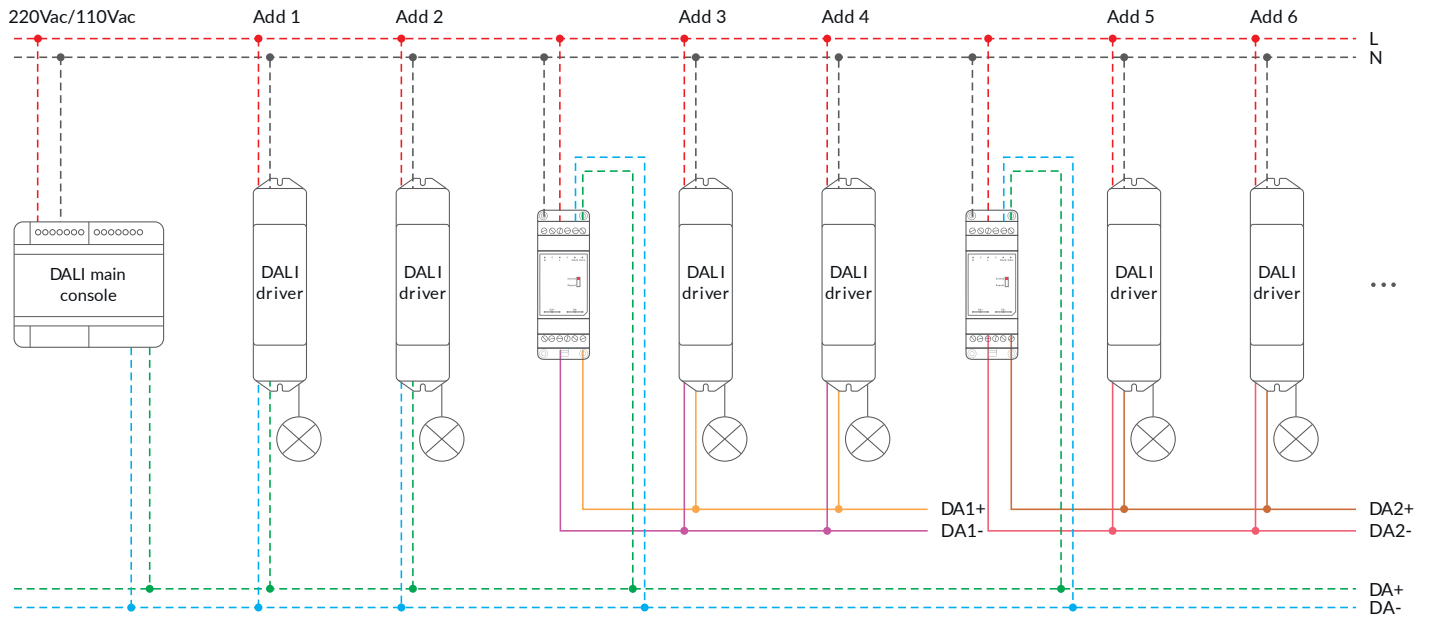 220Vac/110Vac
Add 1
Add 2
Add 3
Add 4
Add 5
Add 6
L
N
DALI main
console
DALI
driver
DALI
driver
DALI
driver
DALI
driver
DALI
driver
DALI
driver
...
DA1+
DA1-
DA2+
DA2-
DA+
DA-